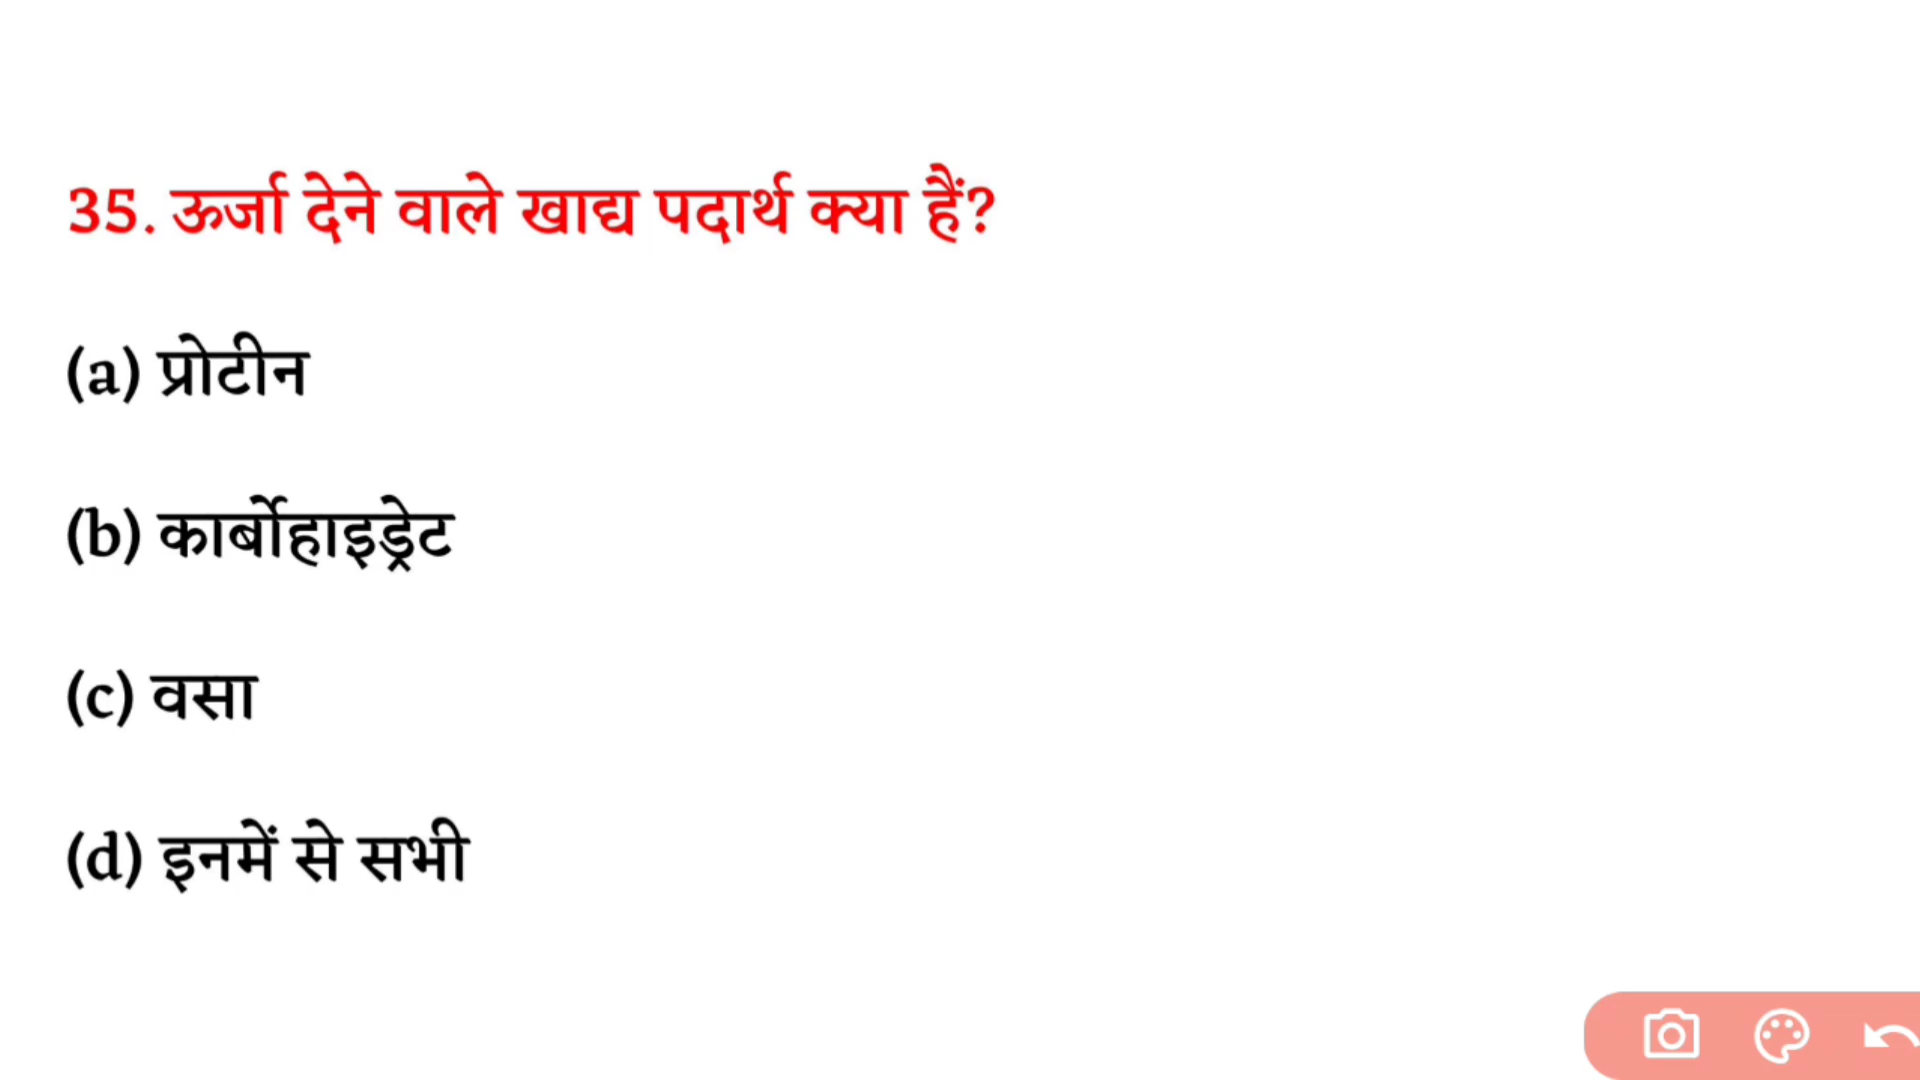 35. ऊर्जा देने वाले खाद्य पदार्थ क्या हैं?
(a) प्रोटीन
(b) कार्बोहाइड्रेट
(c) वसा
(d) इनमें से सभी